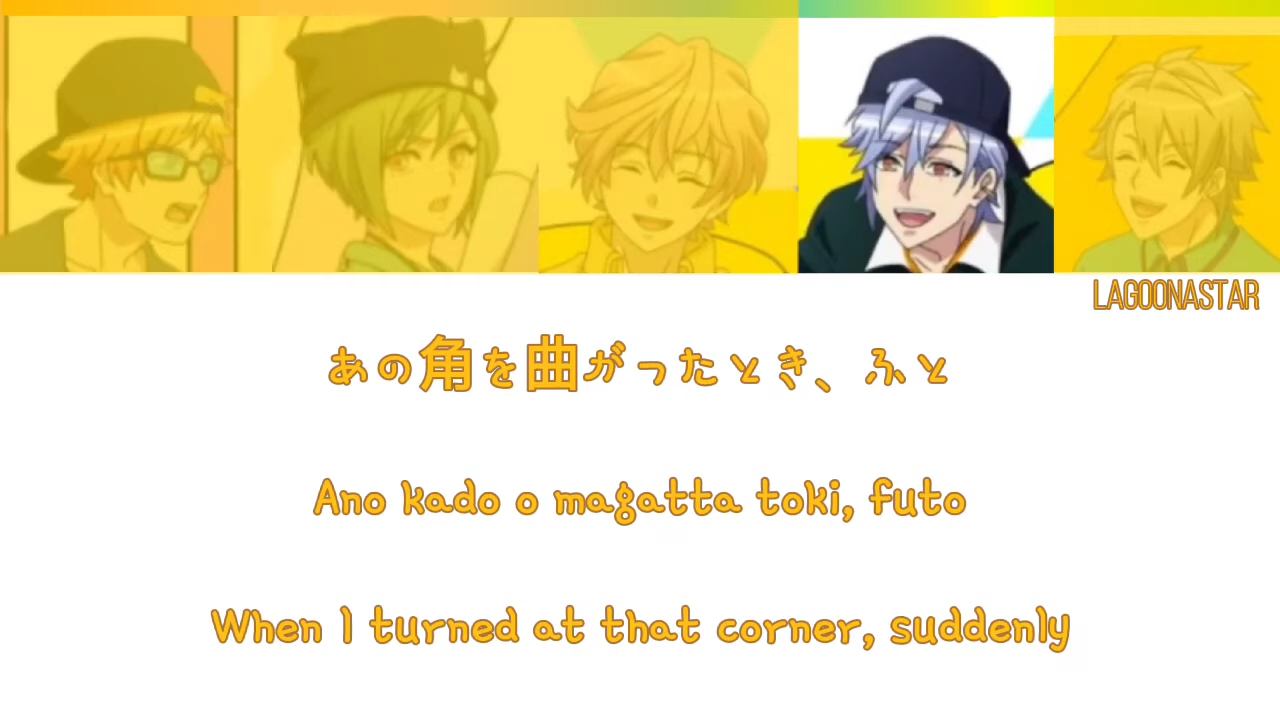 LAGOONASTAR
あの角を曲がったとき、ふと
Ano kado o magatta toki, futo
When I turned at that corner, suddenly